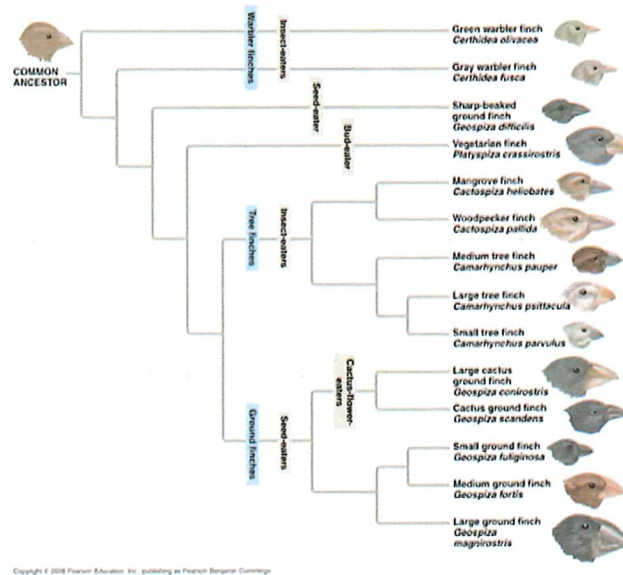 COMMON
ANCESTOR
Warbler finches
Insect-eaters
Green warbler finch
Certhidea olivacea
Gray warbler finch
Certhidea fusca
Seed-eater
Sharp-beaked
ground finch
Geospiza difficilis
Bud-eater
Vegetarian finch
Platyspiza crassirostris
Tree finches
Insect-eaters
Mangrove finch
Cactospiza heliobates
Woodpecker finch
Cactospiza pallida
Medium tree finch
Camarhynchus pauper
Large tree finch
Camarhynchus psittacula
Small tree finch
Camarhynchus parvulus
Ground finches
Seed-eaters
Cactus-flower-
eaters
Large cactus
ground finch
Geospiza conirostris
Cactus ground finch
Geospiza scandens
Small ground finch
Geospiza fuliginosa
Medium ground finch
Geospiza fortis
Large ground finch
Geospiza
magnirostris
Copyright © 2008 Pearson Education, Inc., publishing as Pearson Benjamin Cummings.